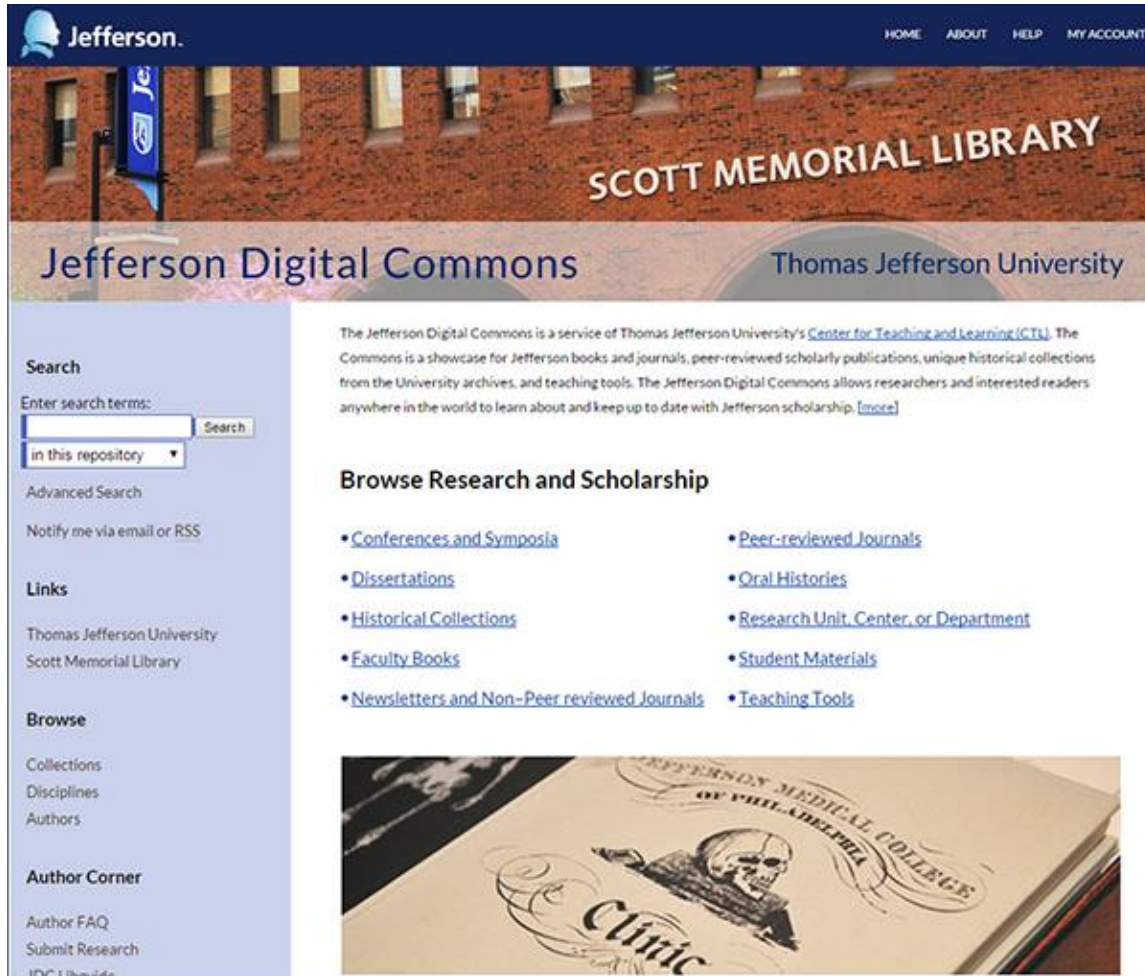 Jefferson.
HOME ABOUT HELP MY ACCOUNT
Je
SCOTT MEMORIAL LIBRARY
Jefferson Digital Commons
Thomas Jefferson University
Search
Enter search terms:
Search
in this repository
Advanced Search
Notify me via email or RSS
Links
Thomas Jefferson University
Scott Memorial Library
Browse
Collections
Disciplines
Authors
Author Corner
Author FAQ
Submit Research
JDC Libguide
The Jefferson Digital Commons is a service of Thomas Jefferson University's Center for Teaching and Learning (CTL). The
Commons is a showcase for Jefferson books and journals, peer-reviewed scholarly publications, unique historical collections
from the University archives, and teaching tools. The Jefferson Digital Commons allows researchers and interested readers
anywhere in the world to learn about and keep up to date with Jefferson scholarship. [more]
Browse Research and Scholarship
• Conferences and Symposia
• Dissertations
• Historical Collections
• Faculty Books
• Newsletters and Non–Peer reviewed Journals
• Peer-reviewed Journals
• Oral Histories
• Research Unit, Center, or Department
• Student Materials
• Teaching Tools
JEFFERSON MEDICAL COLLEGE
OF PHILADELPHIA
Clinic